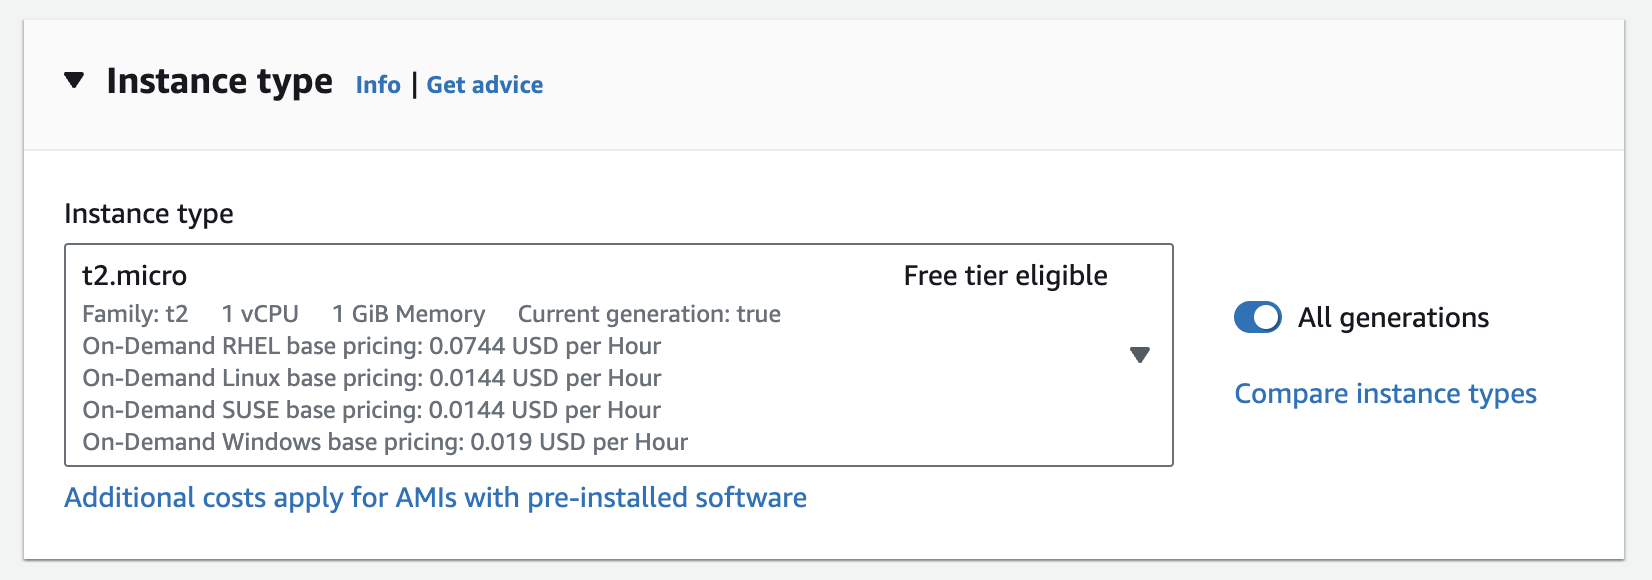 Instance type Info | Get advice
Instance type
t2.micro Free tier eligible
Family: t2 1 vCPU 1 GiB Memory Current generation: true
On-Demand RHEL base pricing: 0.0744 USD per Hour
On-Demand Linux base pricing: 0.0144 USD per Hour
On-Demand SUSE base pricing: 0.0144 USD per Hour
On-Demand Windows base pricing: 0.019 USD per Hour
All generations
Compare instance types
Additional costs apply for AMIs with pre-installed software